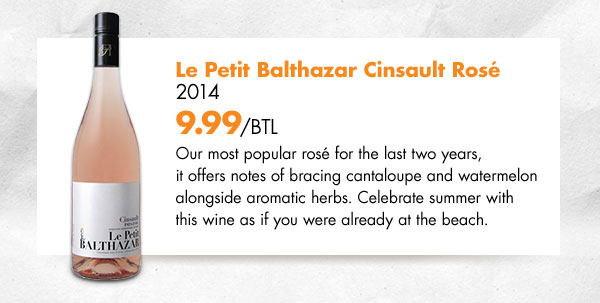 Le Petit Balthazar Cinsault Rosé
2014
9.99/BTL
Our most popular rosé for the last two years,
it offers notes of bracing cantaloupe and watermelon
alongside aromatic herbs. Celebrate summer with
this wine as if you were already at the beach.
Cinsault
Le Petit
BALTHAZAR